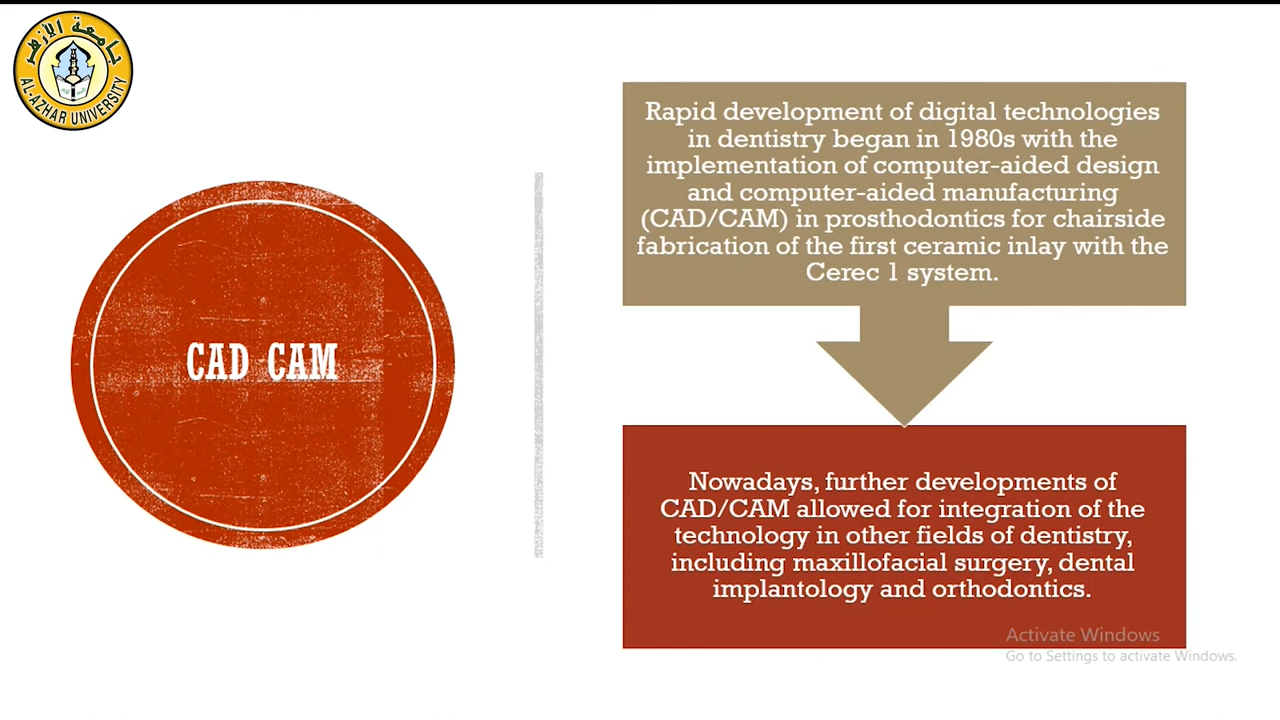 جامعة الأزهر
AL-AZHAR UNIVERSITY
CAD CAM
Rapid development of digital technologies
in dentistry began in 1980s with the
implementation of computer-aided design
and computer-aided manufacturing
(CAD/CAM) in prosthodontics for chairside
fabrication of the first ceramic inlay with the
Cerec 1 system.
Nowadays, further developments of
CAD/CAM allowed for integration of the
technology in other fields of dentistry,
including maxillofacial surgery, dental
implantology and orthodontics.
Activate Windows
Go to Settings to activate Windows.